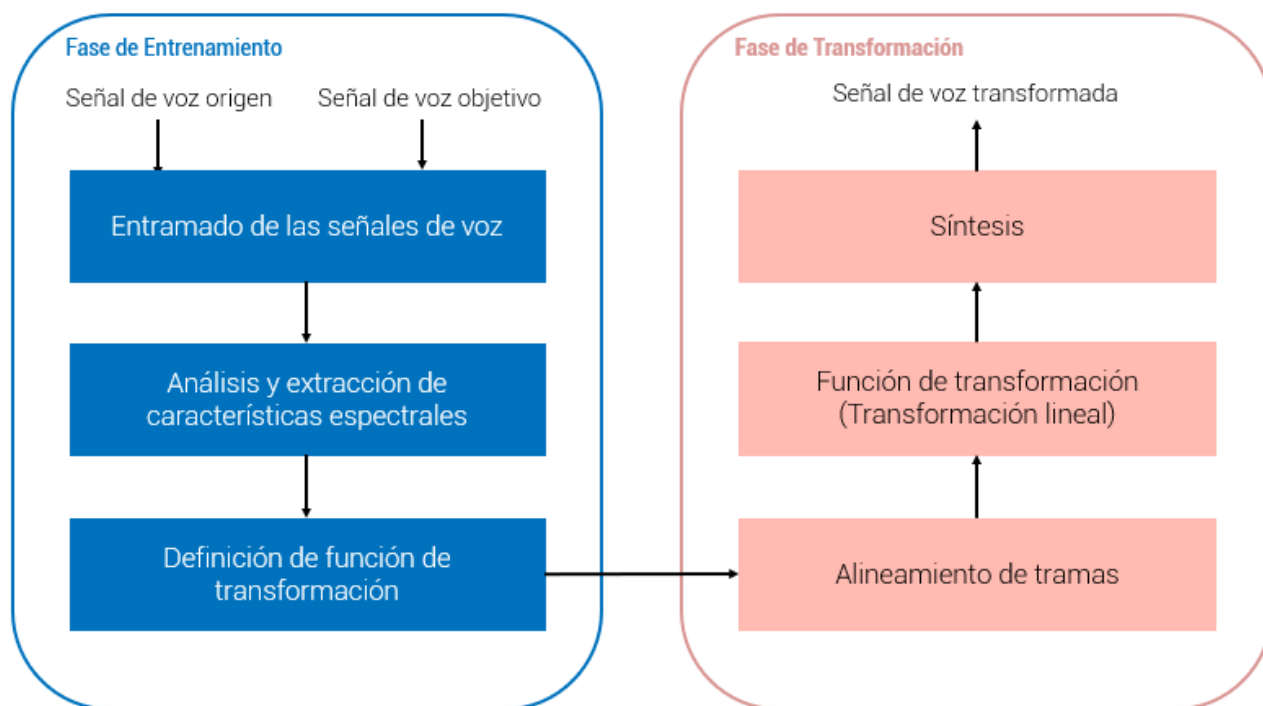 Fase de Entrenamiento
Señal de voz origen
Señal de voz objetivo
Entramado de las señales de voz
Análisis y extracción de
características espectrales
Definición de función de
transformación
Fase de Transformación
Señal de voz transformada
Síntesis
Función de transformación
(Transformación lineal)
Alineamiento de tramas